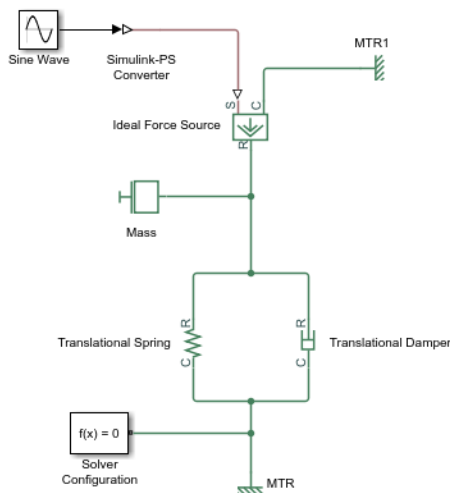 MTR1
Sine Wave
Simulink-PS
Converter
S
C
Ideal Force Source
R
Mass
R
R
Translational Spring
Translational Damper
C
C
f(x) = 0
Solver
Configuration
MTR